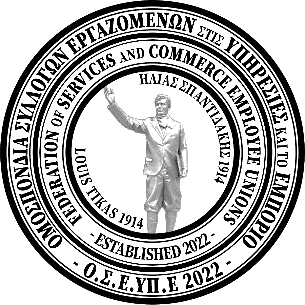 ΟΜΟΣΠΟΝΔΙΑ ΣΥΛΛΟΓΩΝ ΕΡΓΑΖΟΜΕΝΩΝ ΣΤΙΣ ΥΠΗΡΕΣΙΕΣ ΚΑΙ ΤΟ ΕΜΠΟΡΙΟ
- Ο.Σ.Ε.ΥΠ.Ε 2022 -
FEDERATION OF SERVICES AND COMMERCE EMPLOYEE UNIONS
- ESTABLISHED 2022 -
ΗΛΙΑΣ ΣΠΑΝΤΙΔΑΚΗΣ 1914
LOUIS TIKAS 1914